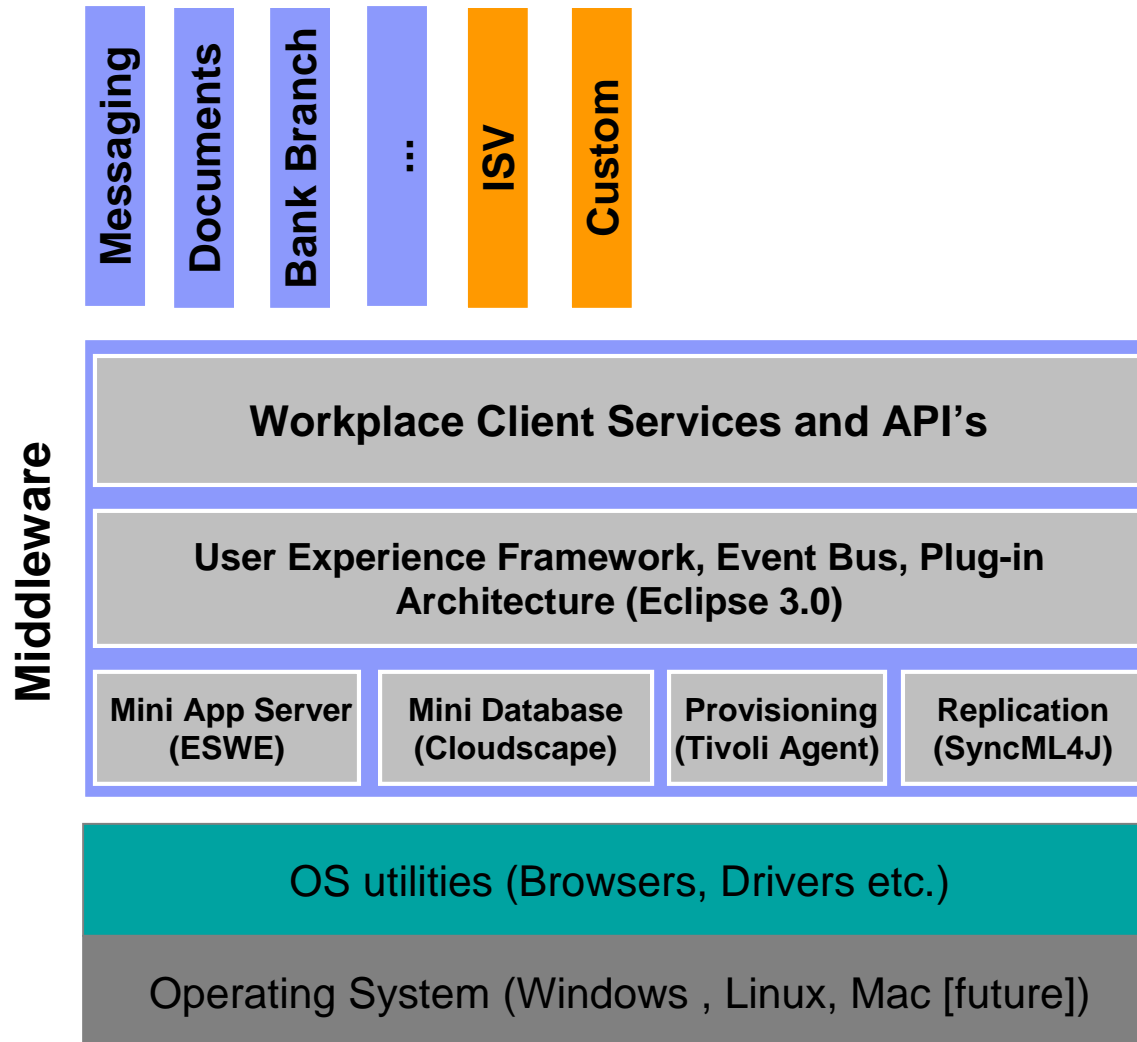 Messaging
Documents
Bank Branch
...
ISV
Custom
Middleware
Workplace Client Services and API's
User Experience Framework, Event Bus, Plug-in
Architecture (Eclipse 3.0)
Mini App Server
(ESWE)
Mini Database
(Cloudscape)
Provisioning
(Tivoli Agent)
Replication
(SyncML4J)
OS utilities (Browsers, Drivers etc.)
Operating System (Windows , Linux, Mac [future])